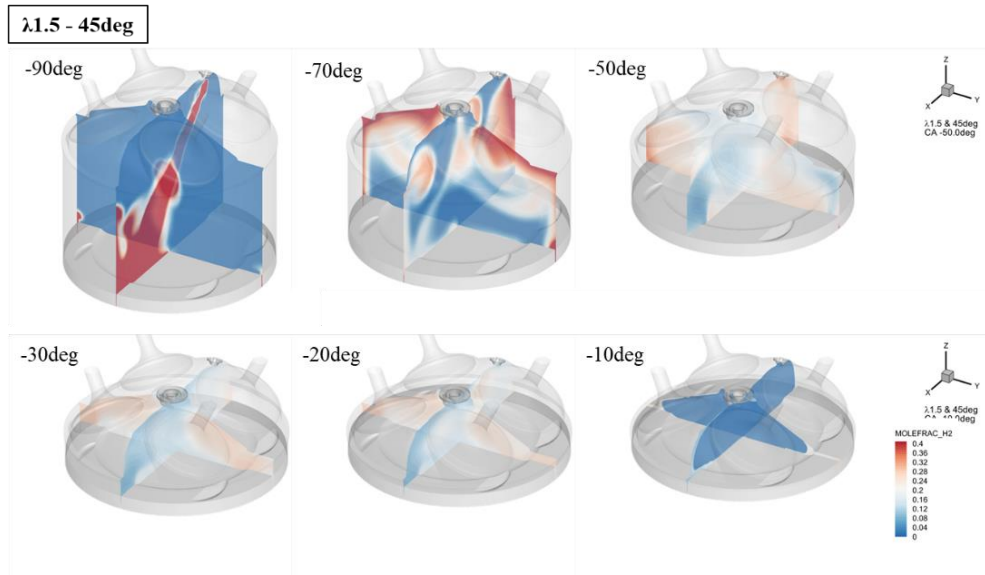 λ1.5 - 45deg
-90deg
-70deg
-50deg
Z
X
Y
λ1.5 & 45deg
CA -50.0deg
-30deg
-20deg
-10deg
Z
X
Y
λ1.5 & 45deg
MOLEFRAC_H2
0.4
0.36
0.32
0.28
0.24
0.2
0.16
0.12
0.08
0.04
0